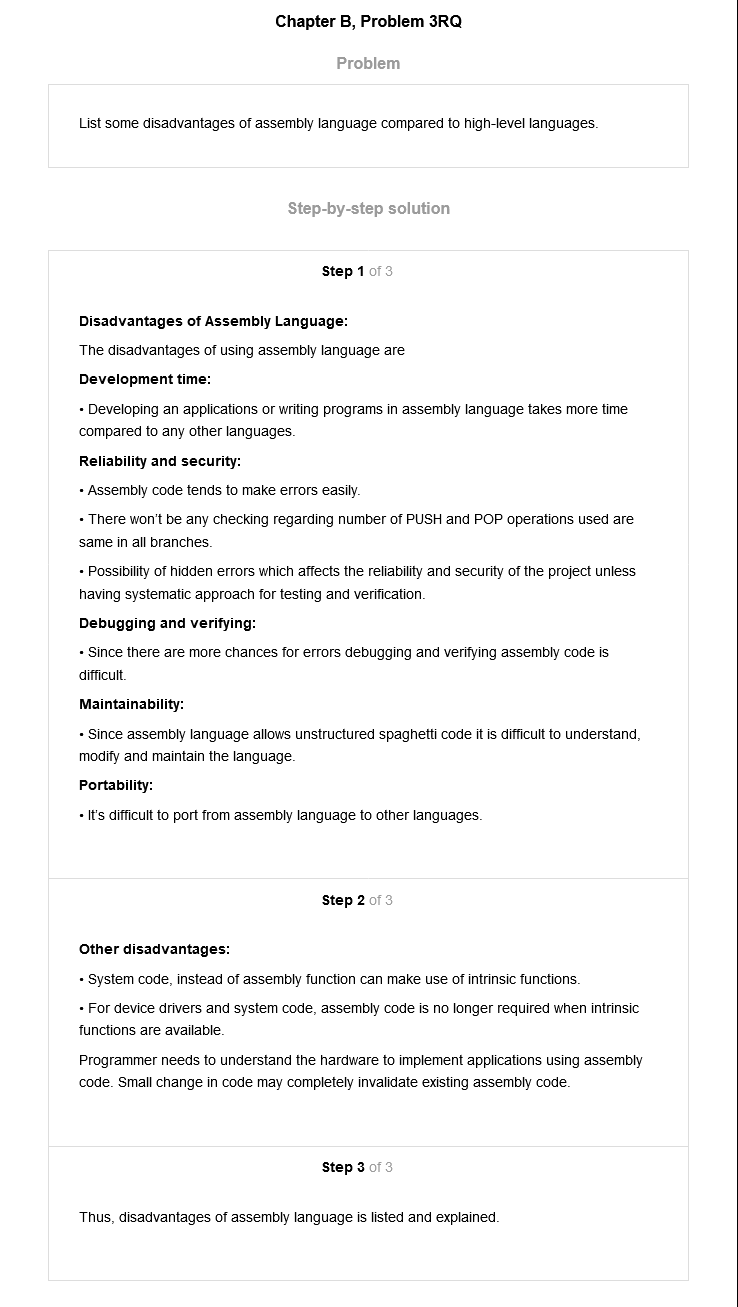 Chapter B, Problem 3RQ
Problem
List some disadvantages of assembly language compared to high-level languages.
Step-by-step solution
Step 1 of 3
Disadvantages of Assembly Language:
The disadvantages of using assembly language are
Development time:
• Developing an applications or writing programs in assembly language takes more time
compared to any other languages.
Reliability and security:
• Assembly code tends to make errors easily.
• There won't be any checking regarding number of PUSH and POP operations used are
same in all branches.
• Possibility of hidden errors which affects the reliability and security of the project unless
having systematic approach for testing and verification.
Debugging and verifying:
• Since there are more chances for errors debugging and verifying assembly code is
difficult.
Maintainability:
• Since assembly language allows unstructured spaghetti code it is difficult to understand,
modify and maintain the language.
Portability:
• It's difficult to port from assembly language to other languages.
Step 2 of 3
Other disadvantages:
• System code, instead of assembly function can make use of intrinsic functions.
• For device drivers and system code, assembly code is no longer required when intrinsic
functions are available.
Programmer needs to understand the hardware to implement applications using assembly
code. Small change in code may completely invalidate existing assembly code.
Step 3 of 3
Thus, disadvantages of assembly language is listed and explained.